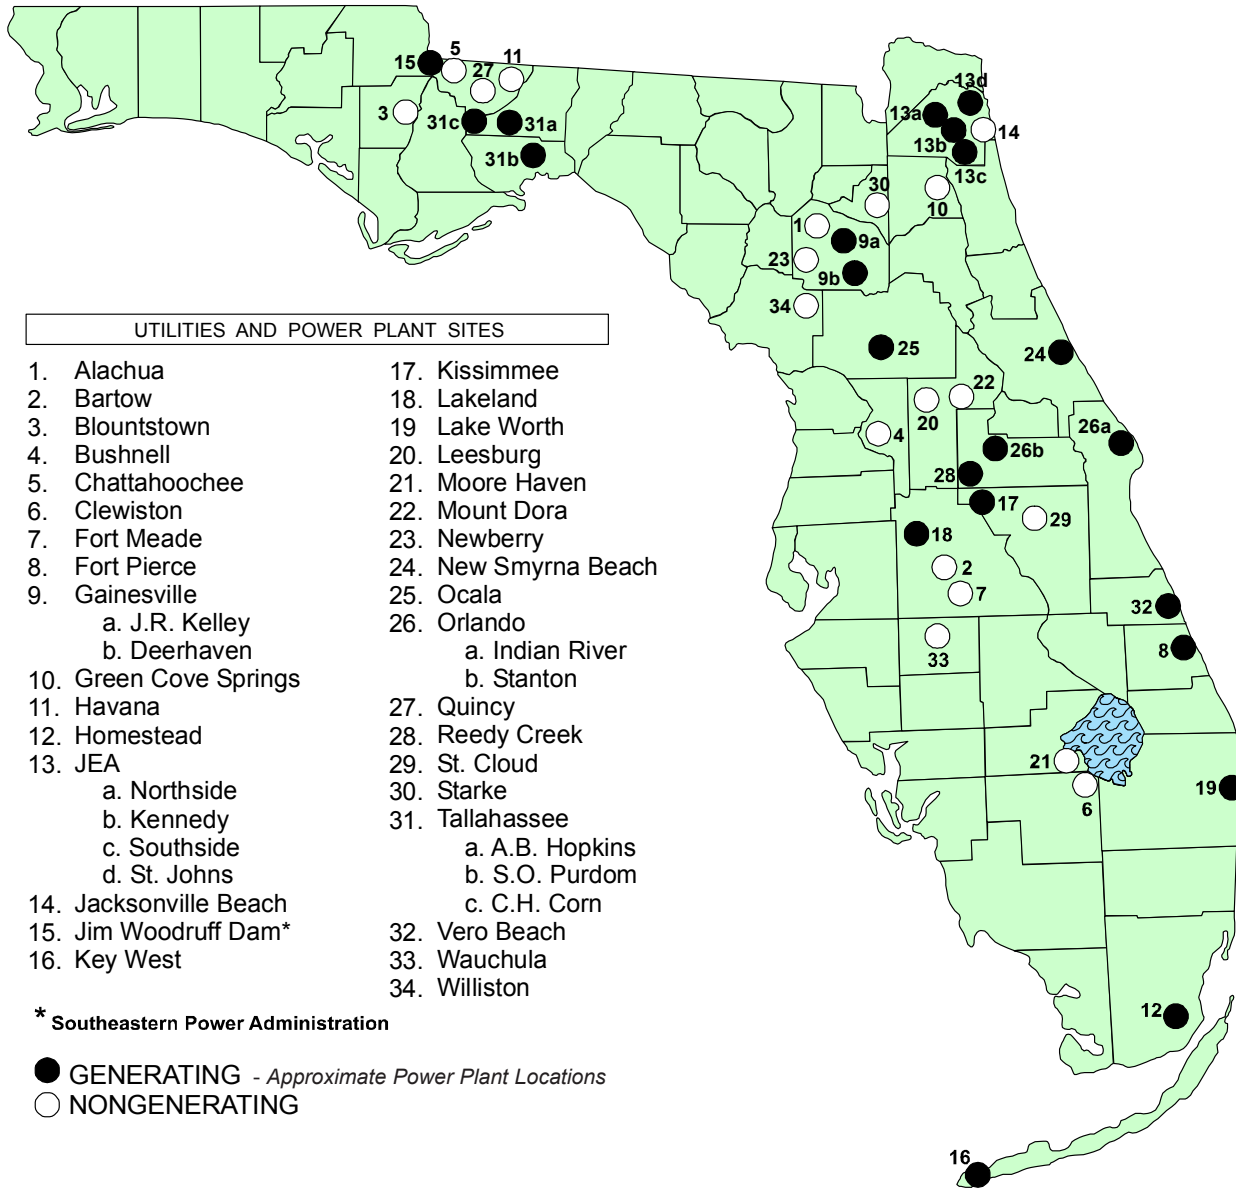 15
5
27
11
3
31c
31a
31b
13d
13a
13b
14
13c
30
10
1
9a
23
9b
34
25
24
22
20
4
26a
26b
28
17
29
18
2
7
32
33
8
21
6
19
12
16
UTILITIES AND POWER PLANT SITES
1. Alachua
2. Bartow
3. Blountstown
4. Bushnell
5. Chattahoochee
6. Clewiston
7. Fort Meade
8. Fort Pierce
9. Gainesville
a. J.R. Kelley
b. Deerhaven
10. Green Cove Springs
11. Havana
12. Homestead
13. JEA
a. Northside
b. Kennedy
c. Southside
d. St. Johns
14. Jacksonville Beach
15. Jim Woodruff Dam*
16. Key West
17. Kissimmee
18. Lakeland
19 Lake Worth
20. Leesburg
21. Moore Haven
22. Mount Dora
23. Newberry
24. New Smyrna Beach
25. Ocala
26. Orlando
a. Indian River
b. Stanton
27. Quincy
28. Reedy Creek
29. St. Cloud
30. Starke
31. Tallahassee
a. A.B. Hopkins
b. S.O. Purdom
c. C.H. Corn
32. Vero Beach
33. Wauchula
34. Williston
* Southeastern Power Administration
GENERATING - Approximate Power Plant Locations
NONGENERATING